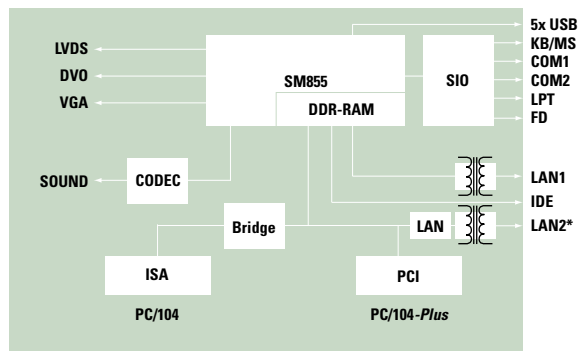 5x USB
LVDS
KB/MS
COM1
DVO
SM855
SIO
COM2
VGA
DDR-RAM
LPT
FD
SOUND
CODEC
LAN1
IDE
Bridge
LAN
LAN2*
ISA
PCI
PC/104
PC/104-Plus